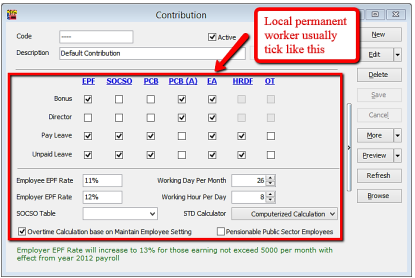 Contribution
Local permanent
worker usually
tick like this
Code ----
Active
New
Description Default Contribution
Edit
EPF SOCSO PCB PCB (A) EA HRDF OT
Delete
Bonus
Save
Director
Cancel
Pay Leave
More
Unpaid Leave
Preview
Employee EPF Rate 11% Working Day Per Month 26
Refresh
Employer EPF Rate 12% Working Hour Per Day 8
Browse
SOCSO Table STD Calculator Computerized Calculation
Overtime Calculation base on Maintain Employee Setting Pensionable Public Sector Employees
Employer EPF Rate will increase to 13% for those earning not exceed 5000 per month with
effect from year 2012 payroll